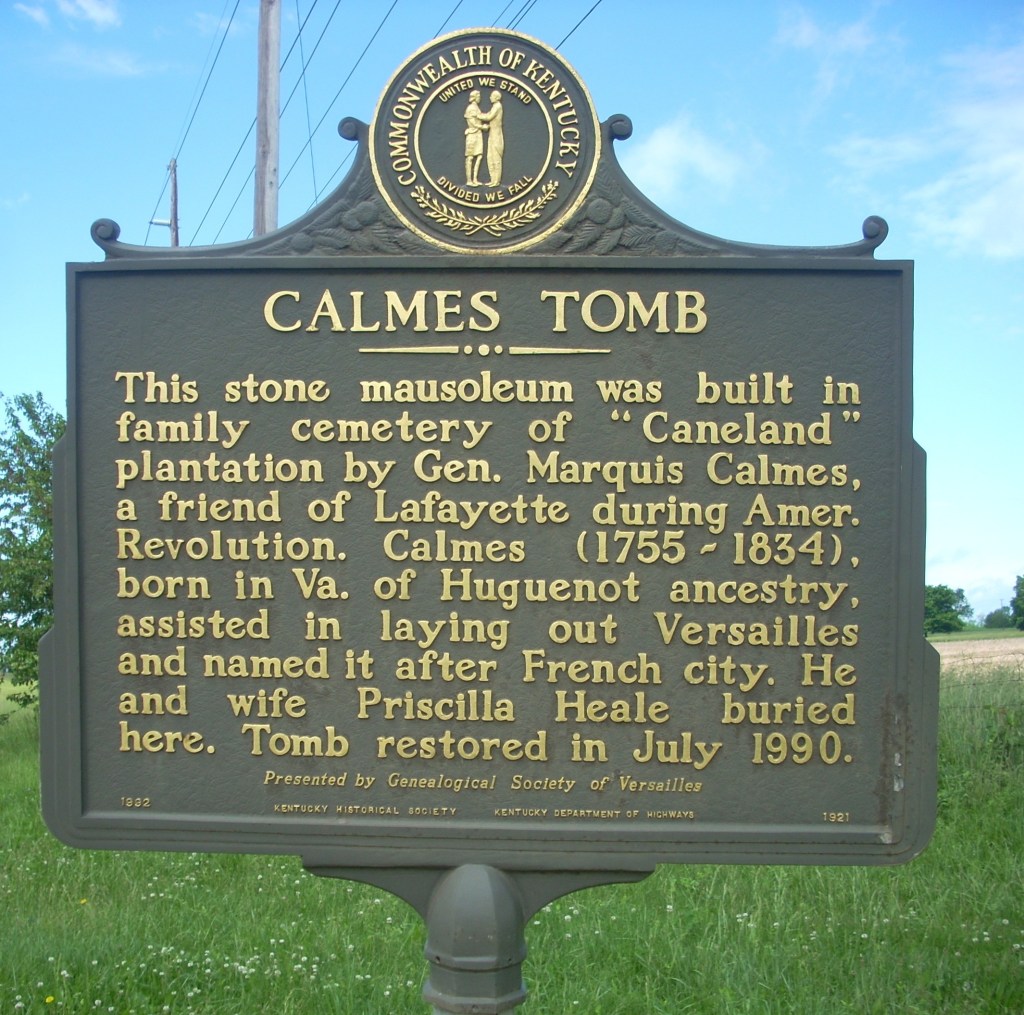 COMMONWEALTH OF KENTUCKY
UNITED WE STAND
DIVIDED WE FALL
CALMES TOMB
This stone mausoleum was built in
family cemetery of "Caneland"
plantation by Gen. Marquis Calmes,
a friend of Lafayette during Amer.
Revolution. Calmes (1755-1834),
born in Va. of Huguenot ancestry,
assisted in laying out Versailles
and named it after French city. He
and wife Priscilla Heale buried
here. Tomb restored in July 1990.
Presented by Genealogical Society of Versailles
1992 KENTUCKY HISTORICAL SOCIETY KENTUCKY DEPARTMENT OF HIGHWAYS 1921